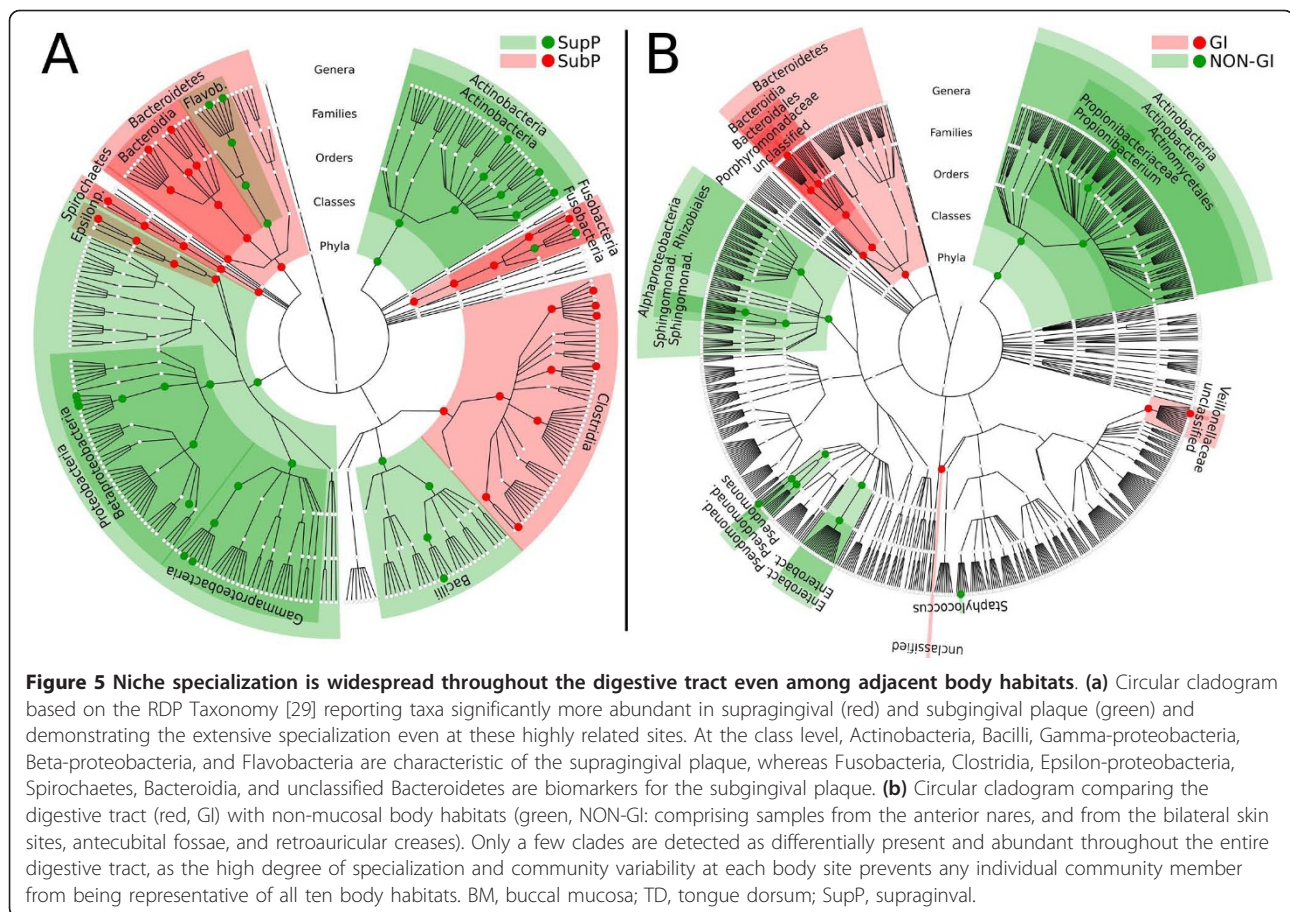 A
SupP
SubP
Genera
Families
Orders
Classes
Phyla
Bacteroidetes
Bacteroidia
Flavob.
Spirochaetes
Epsilonp.
Actinobacteria
Actinobacteria
Fusobacteria
Fusobacteria
Clostridia
Bacilli
Gammaproteobacteria
Betaproteobacteria
Proteobacteria
B
GI
NON-GI
Genera
Families
Orders
Classes
Phyla
Bacteroidetes
Bacteroidia
Bacteroidales
Porphyromonadaceae
unclassified
Actinobacteria
Actinobacteria
Actinomycetales
Propionibacteriaceae
Propionibacterium
Alphaproteobacteria
Rhizobiales
Sphingomonad.
Sphingomonad.
Veillonellaceae
unclassified
Pseudomonad.
Pseudomonad.
Pseudomonas
Enterobact.
Enterobact.
Staphylococcus
unclassified
Figure 5 Niche specialization is widespread throughout the digestive tract even among adjacent body habitats. (a) Circular cladogram
based on the RDP Taxonomy [29] reporting taxa significantly more abundant in supragingival (red) and subgingival plaque (green) and
demonstrating the extensive specialization even at these highly related sites. At the class level, Actinobacteria, Bacilli, Gamma-proteobacteria,
Beta-proteobacteria, and Flavobacteria are characteristic of the supragingival plaque, whereas Fusobacteria, Clostridia, Epsilon-proteobacteria,
Spirochaetes, Bacteroidia, and unclassified Bacteroidetes are biomarkers for the subgingival plaque. (b) Circular cladogram comparing the
digestive tract (red, GI) with non-mucosal body habitats (green, NON-GI: comprising samples from the anterior nares, and from the bilateral skin
sites, antecubital fossae, and retroauricular creases). Only a few clades are detected as differentially present and abundant throughout the entire
digestive tract, as the high degree of specialization and community variability at each body site prevents any individual community member
from being representative of all ten body habitats. BM, buccal mucosa; TD, tongue dorsum; SupP, supraginval.